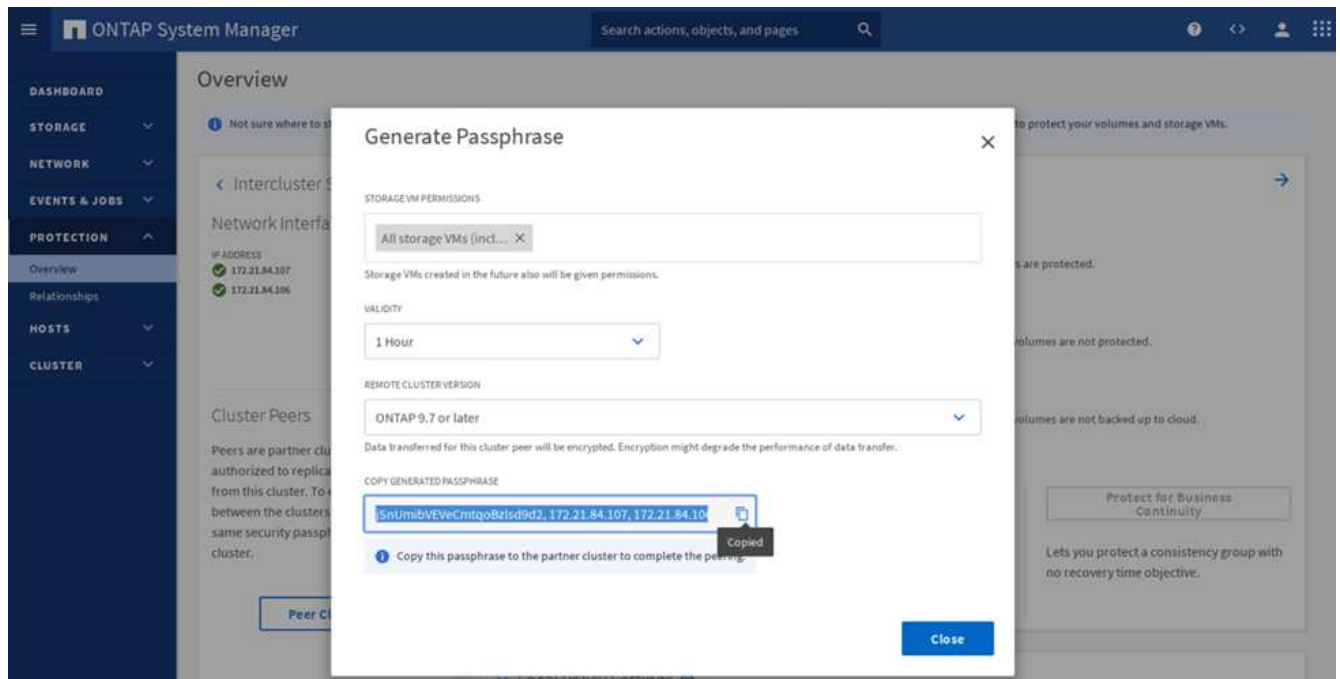 ONTAP System Manager
Search actions, objects, and pages
DASHBOARD
STORAGE
NETWORK
EVENTS & JOBS
PROTECTION
Overview
Relationships
HOSTS
CLUSTER
Overview
Not sure where to st
to protect your volumes and storage VMs.
Intercluster S
Network Interfa
IP ADDRESS
172.21.84.107
172.21.84.106
Cluster Peers
Peers are partner clu
authorized to replica
from this cluster. To
between the clusters
same security passph
cluster.
Peer Cl
Generate Passphrase
STORAGE VM PERMISSIONS
All storage VMs (incl...
Storage VMs created in the future also will be given permissions.
VALIDITY
1 Hour
REMOTE CLUSTER VERSION
ONTAP 9.7 or later
Data transferred for this cluster peer will be encrypted. Encryption might degrade the performance of data transfer.
COPY GENERATED PASSPHRASE
SnUmibVEVeCmtqoBzlsd9d2, 172.21.84.107, 172.21.84.10
Copied
Copy this passphrase to the partner cluster to complete the peering.
Close
s are protected.
volumes are not protected.
volumes are not backed up to cloud.
Protect for Business
Continuity
Lets you protect a consistency group with
no recovery time objective.